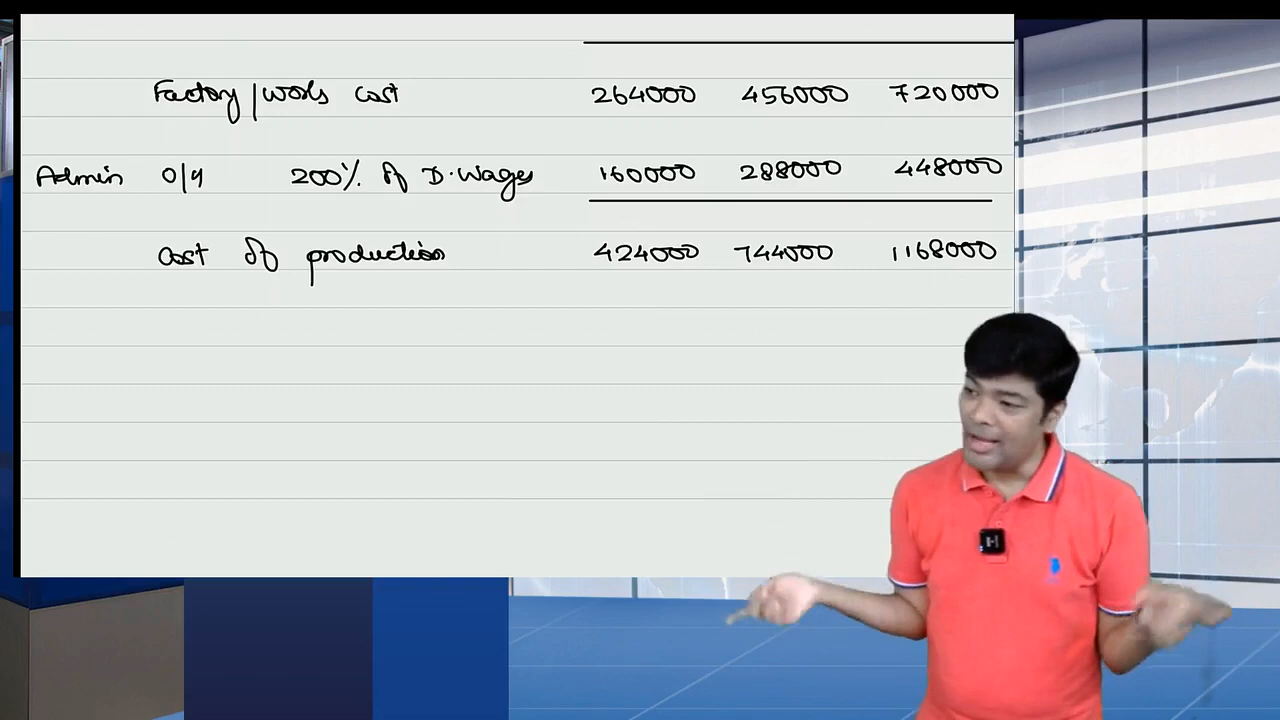 Factory/works cost 264000 456000 720000
Admin O/H 200% of D.Wages 160000 288000 448000
Cost of production 424000 744000 1168000